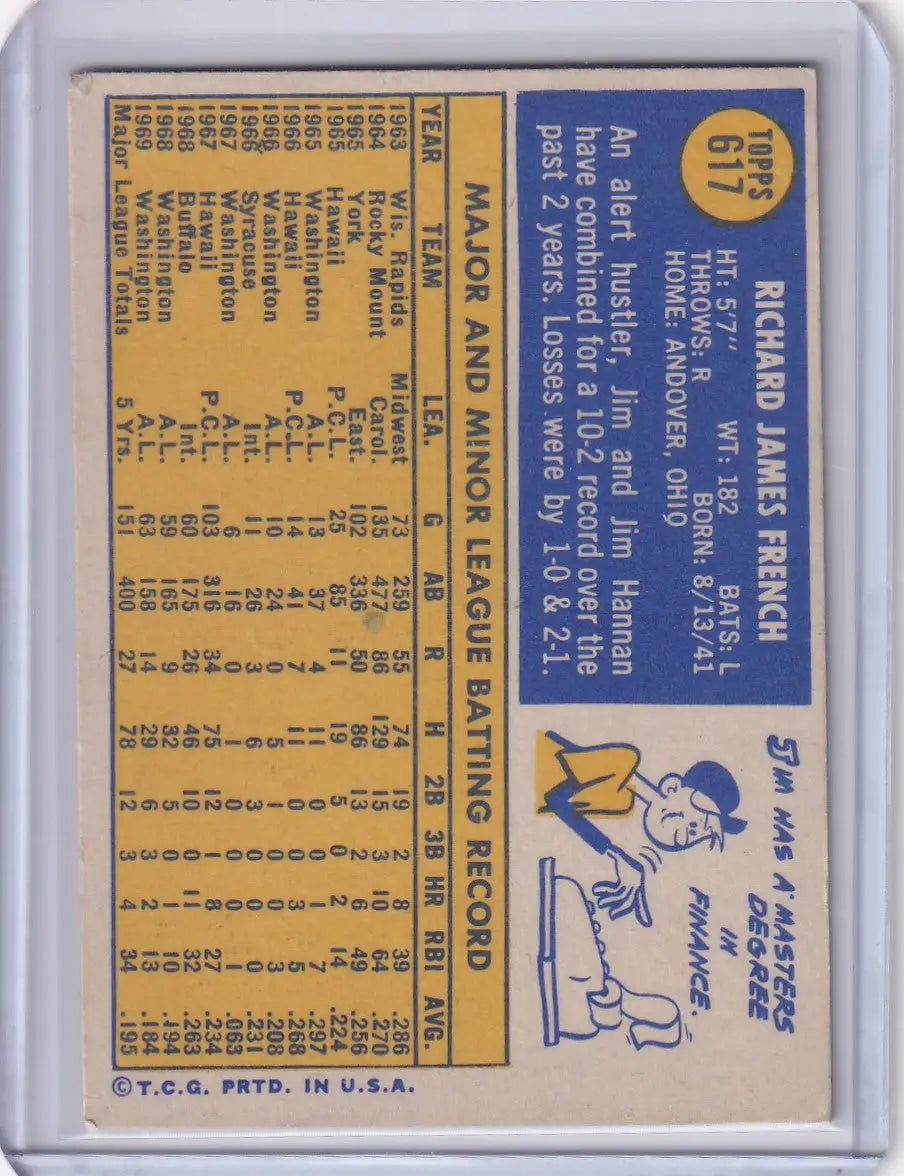 TOPPS
617
RICHARD JAMES FRENCH
HT: 5'7" WT: 182 BATS: L
THROWS: R BORN: 8/13/41
HOME: ANDOVER, OHIO
An alert hustler, Jim and Jim Hannan
have combined for a 10-2 record over the
past 2 years. Losses were by 1-0 & 2-1.
JIM HAS A MASTERS
DEGREE
IN
FINANCE.
MAJOR AND MINOR LEAGUE BATTING RECORD
YEAR TEAM LEA. G AB R H 2B 3B HR RBI AVG.
1963 Wis. Rapids Midwest 73 259 55 74 19 2 8 39 .286
1964 Rocky Mount Carol. 135 477 86 129 15 3 10 64 .270
1965 York East. 102 336 50 86 13 2 6 49 .256
1965 Hawaii P.C.L. 25 85 11 19 5 0 2 14 .224
1965 Washington A.L. 13 37 4 11 0 0 1 7 .297
1966 Hawaii P.C.L. 14 41 7 11 0 0 3 5 .268
1966 Washington A.L. 10 24 0 5 1 0 0 3 .208
1966 Syracuse Int. 11 26 3 6 3 0 0 0 .231
1967 Washington A.L. 6 16 0 1 0 0 0 1 .063
1967 Hawaii P.C.L. 103 316 34 75 12 1 8 27 .234
1968 Buffalo Int. 60 175 26 46 10 0 11 32 .263
1968 Washington A.L. 59 165 9 32 5 0 1 10 .194
1969 Washington A.L. 63 158 14 29 6 3 2 13 .184
Major League Totals 5 Yrs. 151 400 27 78 12 3 4 34 .195
© T.C.G. PRTD. IN U.S.A.